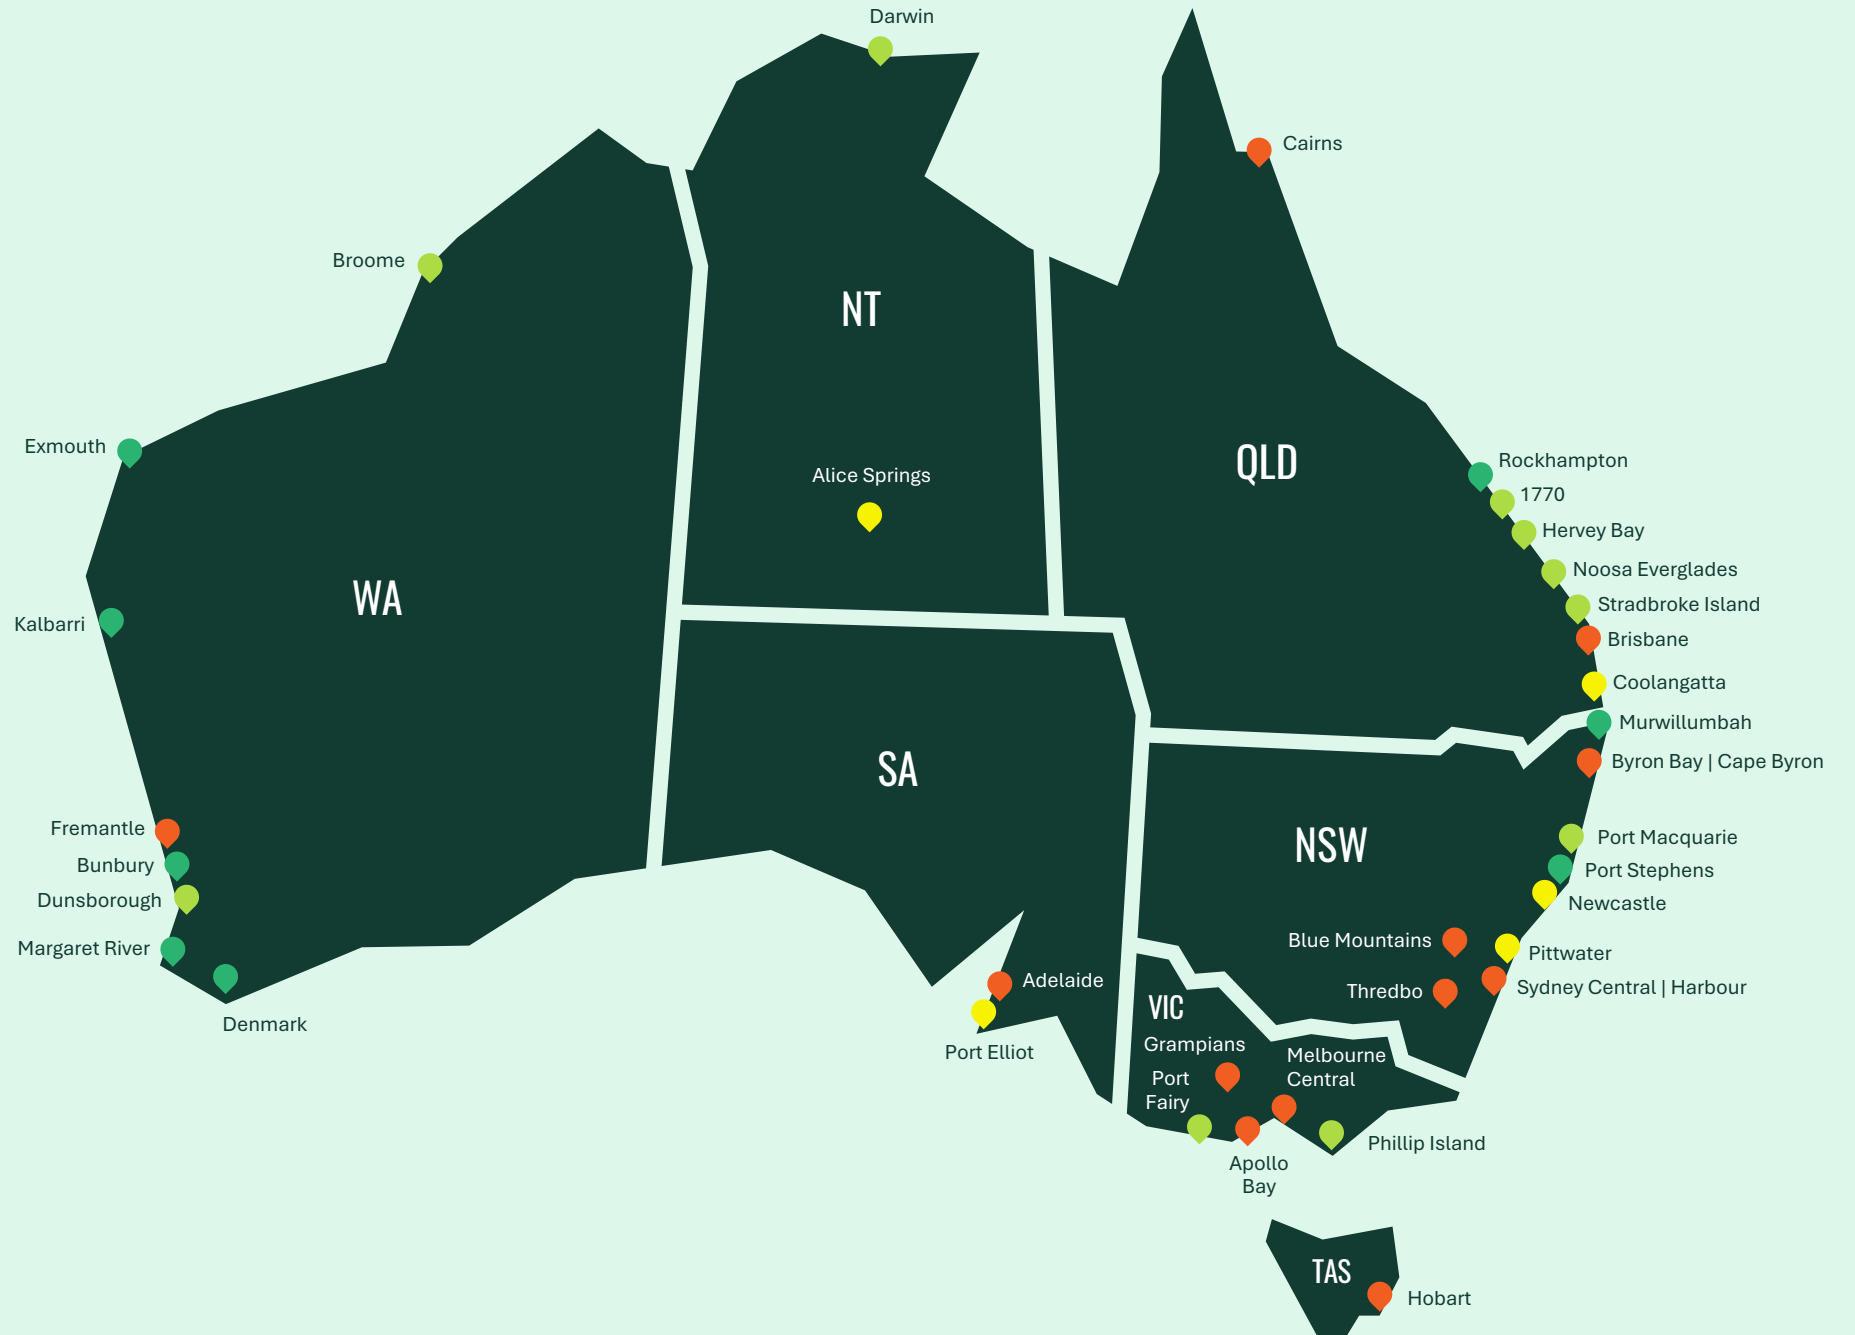 Darwin
Cairns
Broome
NT
Exmouth
QLD
Rockhampton
Alice Springs
1770
Hervey Bay
Noosa Everglades
WA
Stradbroke Island
Kalbarri
Brisbane
Coolangatta
Murwillumbah
Byron Bay | Cape Byron
SA
Fremantle
NSW
Port Macquarie
Bunbury
Port Stephens
Dunsborough
Newcastle
Margaret River
Blue Mountains
Pittwater
Adelaide
Thredbo
Sydney Central | Harbour
VIC
Denmark
Port Elliot
Grampians
Melbourne
Central
Port
Fairy
Phillip Island
Apollo
Bay
TAS
Hobart